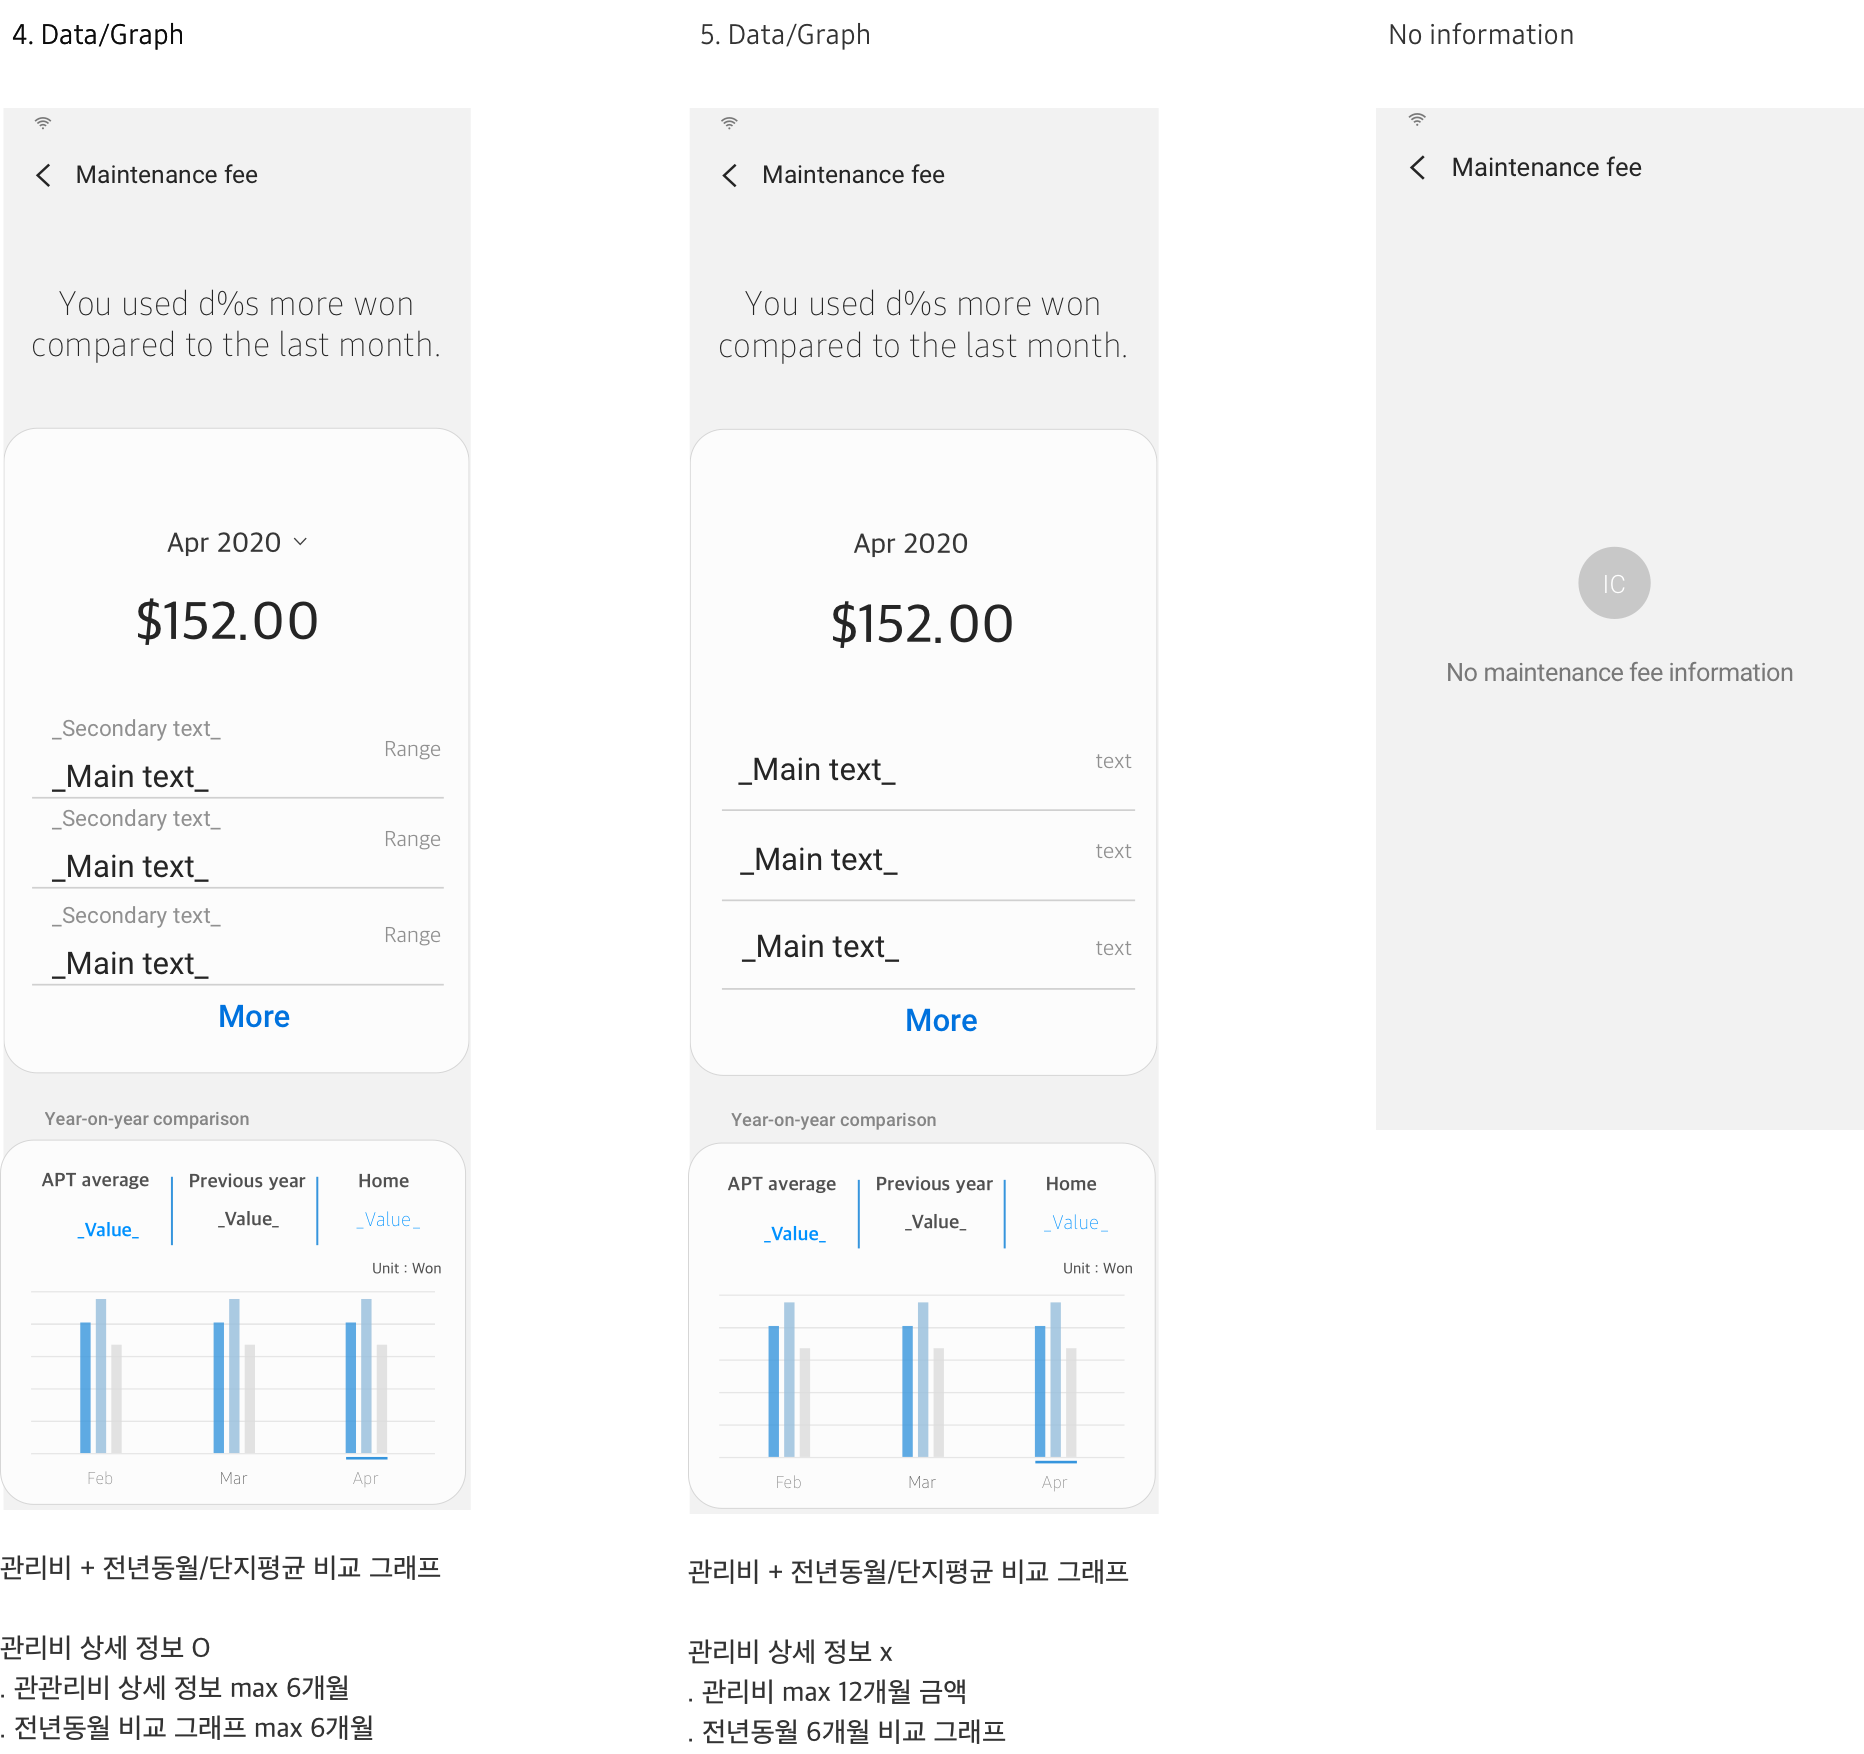 4. Data/Graph
Maintenance fee
You used d%s more won
compared to the last month.
Apr 2020
$152.00
_Secondary text_
Range
_Main text_
_Secondary text_
Range
_Main text_
_Secondary text_
Range
_Main text_
More
Year-on-year comparison
APT average
Previous year
Home
_Value_
_Value_
_Value_
Unit : Won
Feb
Mar
Apr
관리비 + 전년동월/단지평균 비교 그래프
관리비 상세 정보 O
. 관관리비 상세 정보 max 6개월
. 전년동월 비교 그래프 max 6개월
5. Data/Graph
Maintenance fee
You used d%s more won
compared to the last month.
Apr 2020
$152.00
_Main text_
text
_Main text_
text
_Main text_
text
More
Year-on-year comparison
APT average
Previous year
Home
_Value_
_Value_
_Value_
Unit : Won
Feb
Mar
Apr
관리비 + 전년동월/단지평균 비교 그래프
관리비 상세 정보 x
. 관리비 max 12개월 금액
. 전년동월 6개월 비교 그래프
No information
Maintenance fee
IC
No maintenance fee information